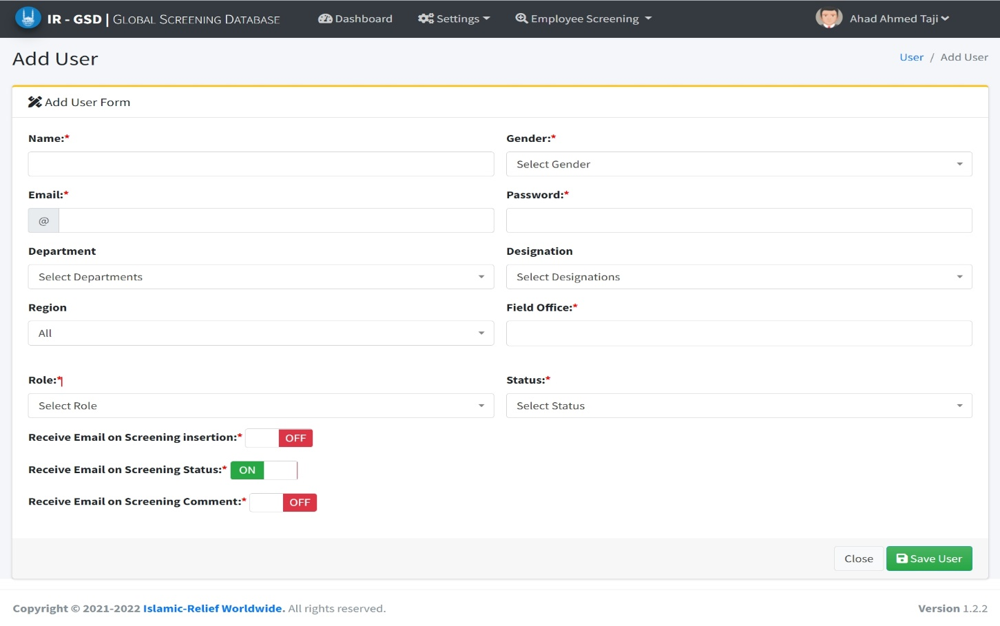 IR - GSD | GLOBAL SCREENING DATABASE Dashboard Settings Employee Screening Ahad Ahmed Taji
Add User User / Add User
Add User Form
Name:* Gender:*
Select Gender
Email:* Password:*
@
Department Designation
Select Departments Select Designations
Region Field Office:*
All
Role:* Status:*
Select Role Select Status
Receive Email on Screening insertion:* OFF
Receive Email on Screening Status:* ON
Receive Email on Screening Comment:* OFF
Close Save User
Copyright © 2021-2022 Islamic-Relief Worldwide. All rights reserved. Version 1.2.2